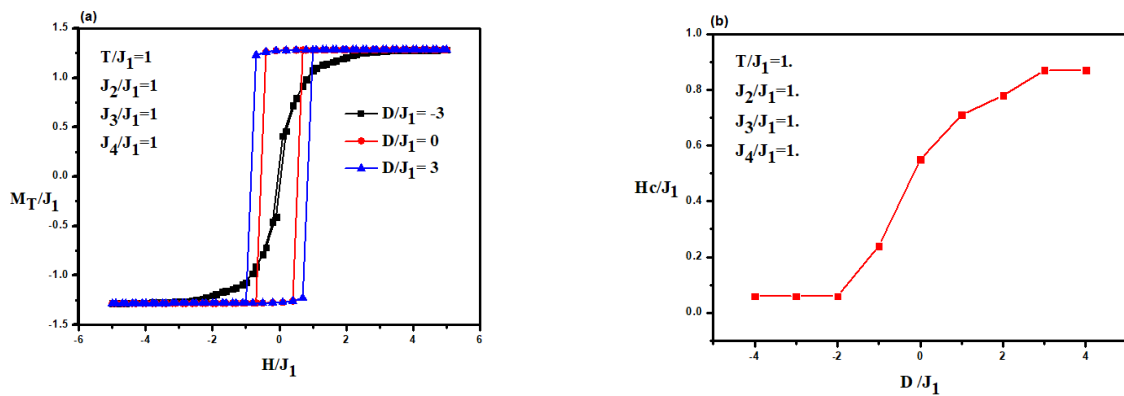 (a)
1.5
1.0
0.5
0.0
-0.5
-1.0
-1.5
M_T/J_1
T/J_1=1
J_2/J_1=1
J_3/J_1=1
J_4/J_1=1
D/J_1= -3
D/J_1= 0
D/J_1= 3
-6 -4 -2 0 2 4 6
H/J_1
(b)
1.0
0.8
0.6
0.4
0.2
0.0
Hc/J_1
T/J_1=1.
J_2/J_1=1.
J_3/J_1=1.
J_4/J_1=1.
-4 -2 0 2 4
D /J_1